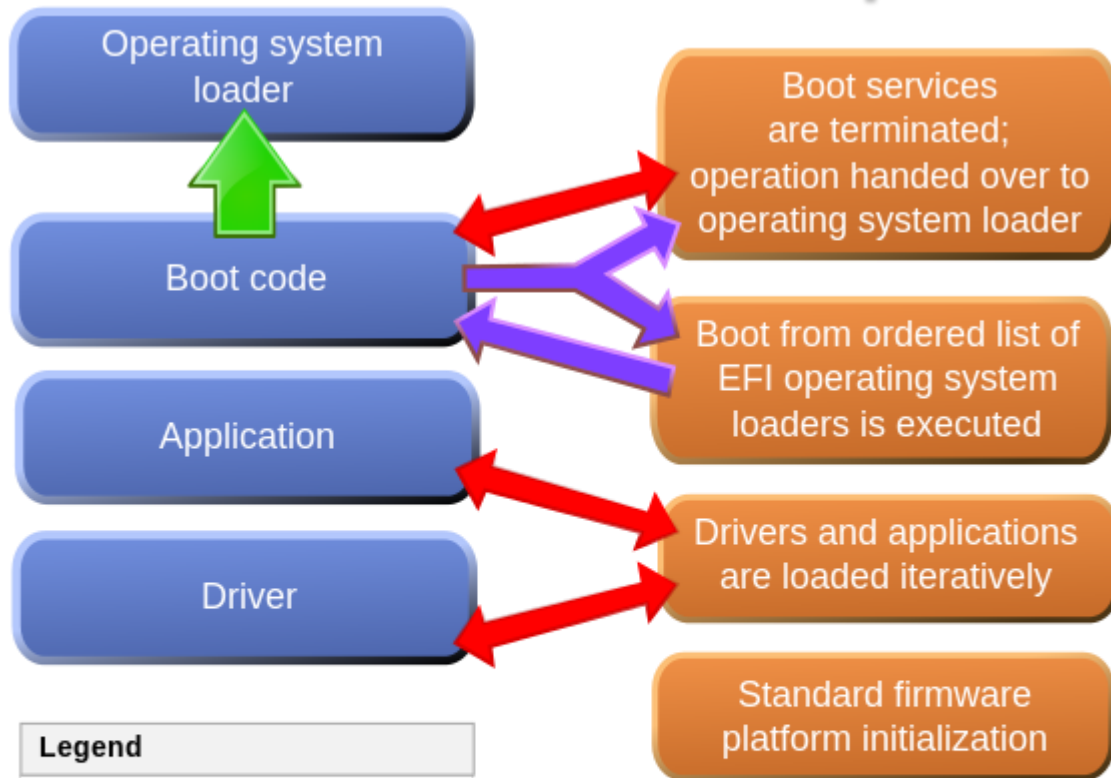 Operating system
loader
Boot code
Application
Driver
Legend
Boot services
are terminated;
operation handed over to
operating system loader
Boot from ordered list of
EFI operating system
loaders is executed
Drivers and applications
are loaded iteratively
Standard firmware
platform initialization